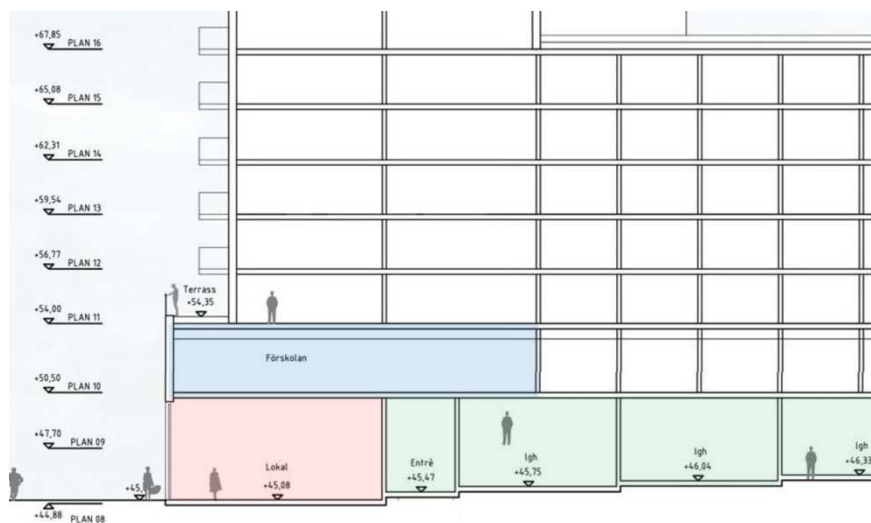 +67,85
PLAN 16
+65,08
PLAN 15
+62,31
PLAN 14
+59,54
PLAN 13
+56,77
PLAN 12
Terrass
+54,35
+54,00
PLAN 11
Förskolan
+50,50
PLAN 10
+47,70
PLAN 09
Lokal
+45,08
Entré
+45,47
lgh
+45,75
lgh
+46,04
lgh
+46,33
+45,
+44,88
PLAN 08